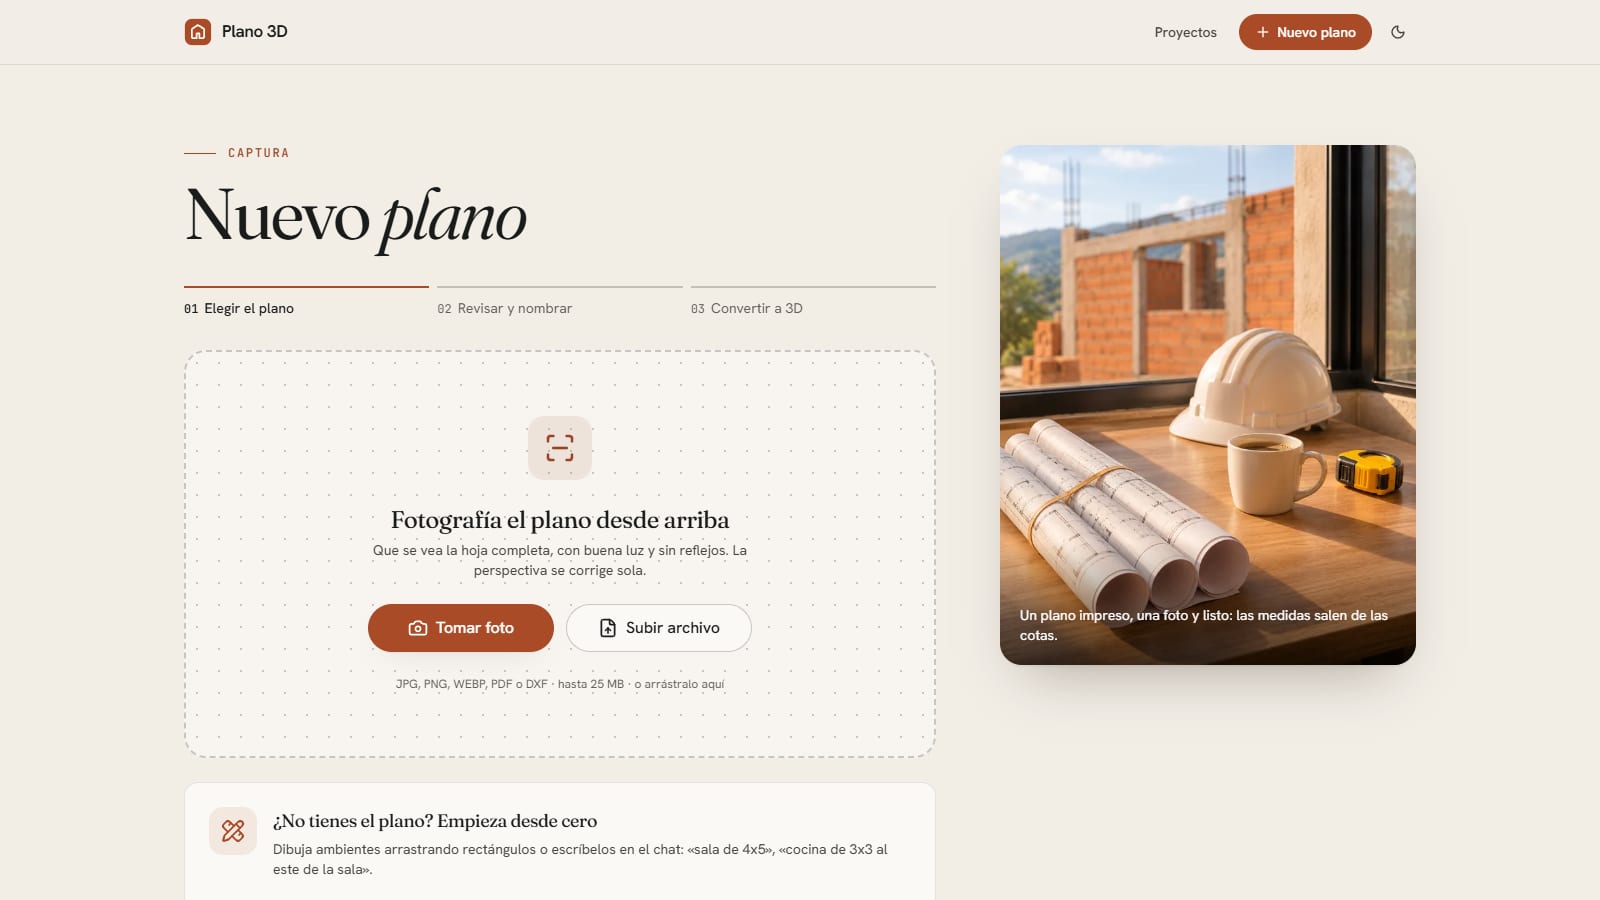 Plano 3D
Proyectos
Nuevo plano
CAPTURA
Nuevo plano
01 Elegir el plano
02 Revisar y nombrar
03 Convertir a 3D
Fotografía el plano desde arriba
Que se vea la hoja completa, con buena luz y sin reflejos. La
perspectiva se corrige sola.
Tomar foto
Subir archivo
JPG, PNG, WEBP, PDF o DXF · hasta 25 MB · o arrástralo aquí
Un plano impreso, una foto y listo: las medidas salen de las
cotas.
¿No tienes el plano? Empieza desde cero
Dibuja ambientes arrastrando rectángulos o escríbelos en el chat: «sala de 4x5», «cocina de 3x3 al
este de la sala».